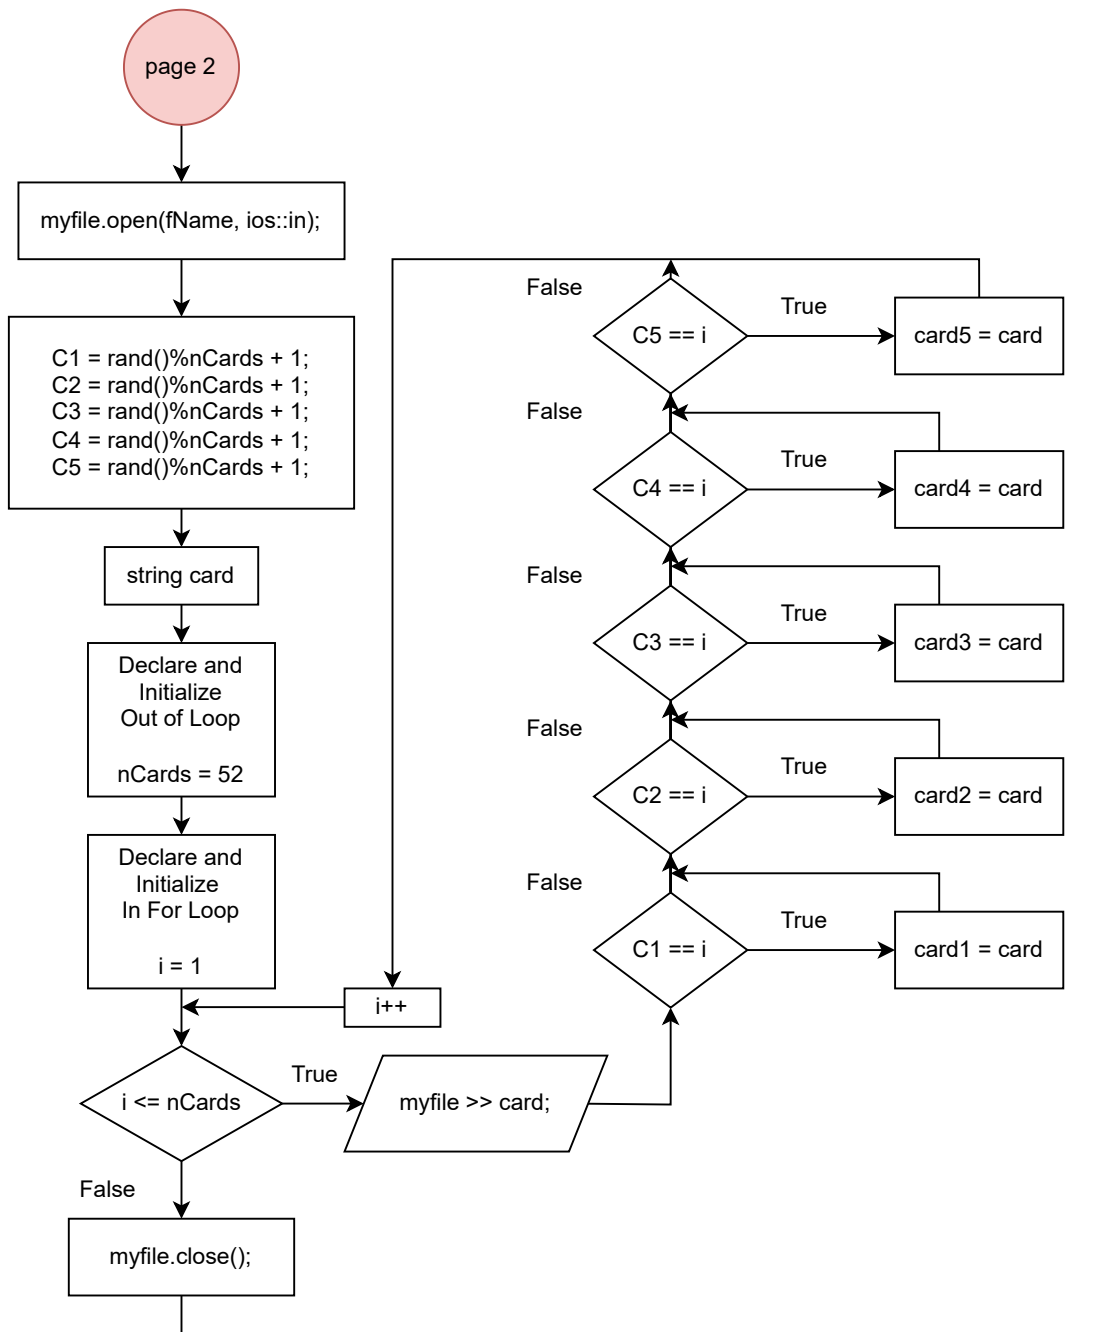 page 2
myfile.open(fName, ios::in);
C1 = rand()%nCards + 1;
C2 = rand()%nCards + 1;
C3 = rand()%nCards + 1;
C4 = rand()%nCards + 1;
C5 = rand()%nCards + 1;
string card
Declare and
Initialize
Out of Loop
nCards = 52
Declare and
Initialize
In For Loop
i = 1
i++
i <= nCards
True
myfile >> card;
False
myfile.close();
False
C5 == i
True
card5 = card
False
C4 == i
True
card4 = card
False
C3 == i
True
card3 = card
False
C2 == i
True
card2 = card
False
C1 == i
True
card1 = card